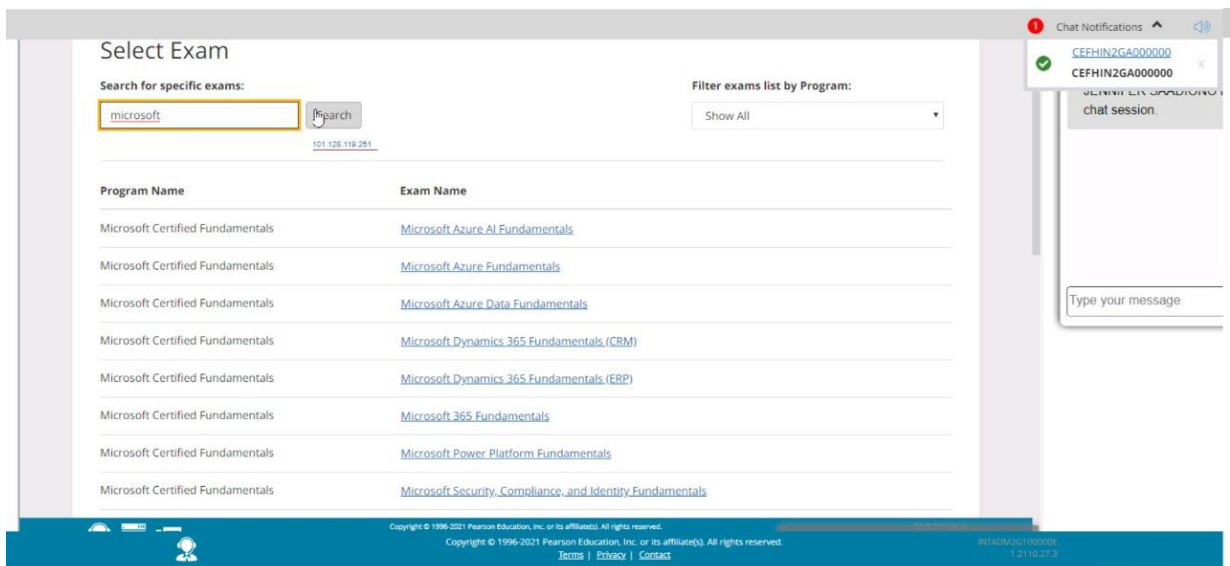 Chat Notifications
1
CEFHIN2GA000000
CEFHIN2GA000000
X
chat session.
Select Exam
Search for specific exams:
Filter exams list by Program:
microsoft
Show All
101.128.119.251
Program Name Exam Name
Microsoft Certified Fundamentals Microsoft Azure AI Fundamentals
Microsoft Certified Fundamentals Microsoft Azure Fundamentals
Microsoft Certified Fundamentals Microsoft Azure Data Fundamentals
Microsoft Certified Fundamentals Microsoft Dynamics 365 Fundamentals (CRM)
Microsoft Certified Fundamentals Microsoft Dynamics 365 Fundamentals (ERP)
Microsoft Certified Fundamentals Microsoft 365 Fundamentals
Microsoft Certified Fundamentals Microsoft Power Platform Fundamentals
Microsoft Certified Fundamentals Microsoft Security, Compliance, and Identity Fundamentals
Type your message
Copyright © 1996-2021 Pearson Education, Inc. or its affiliate(s). All rights reserved.
Copyright © 1996-2021 Pearson Education, Inc. or its affiliate(s). All rights reserved.
Terms | Privacy | Contact
INTADM2G100000E
1.2110.27.3